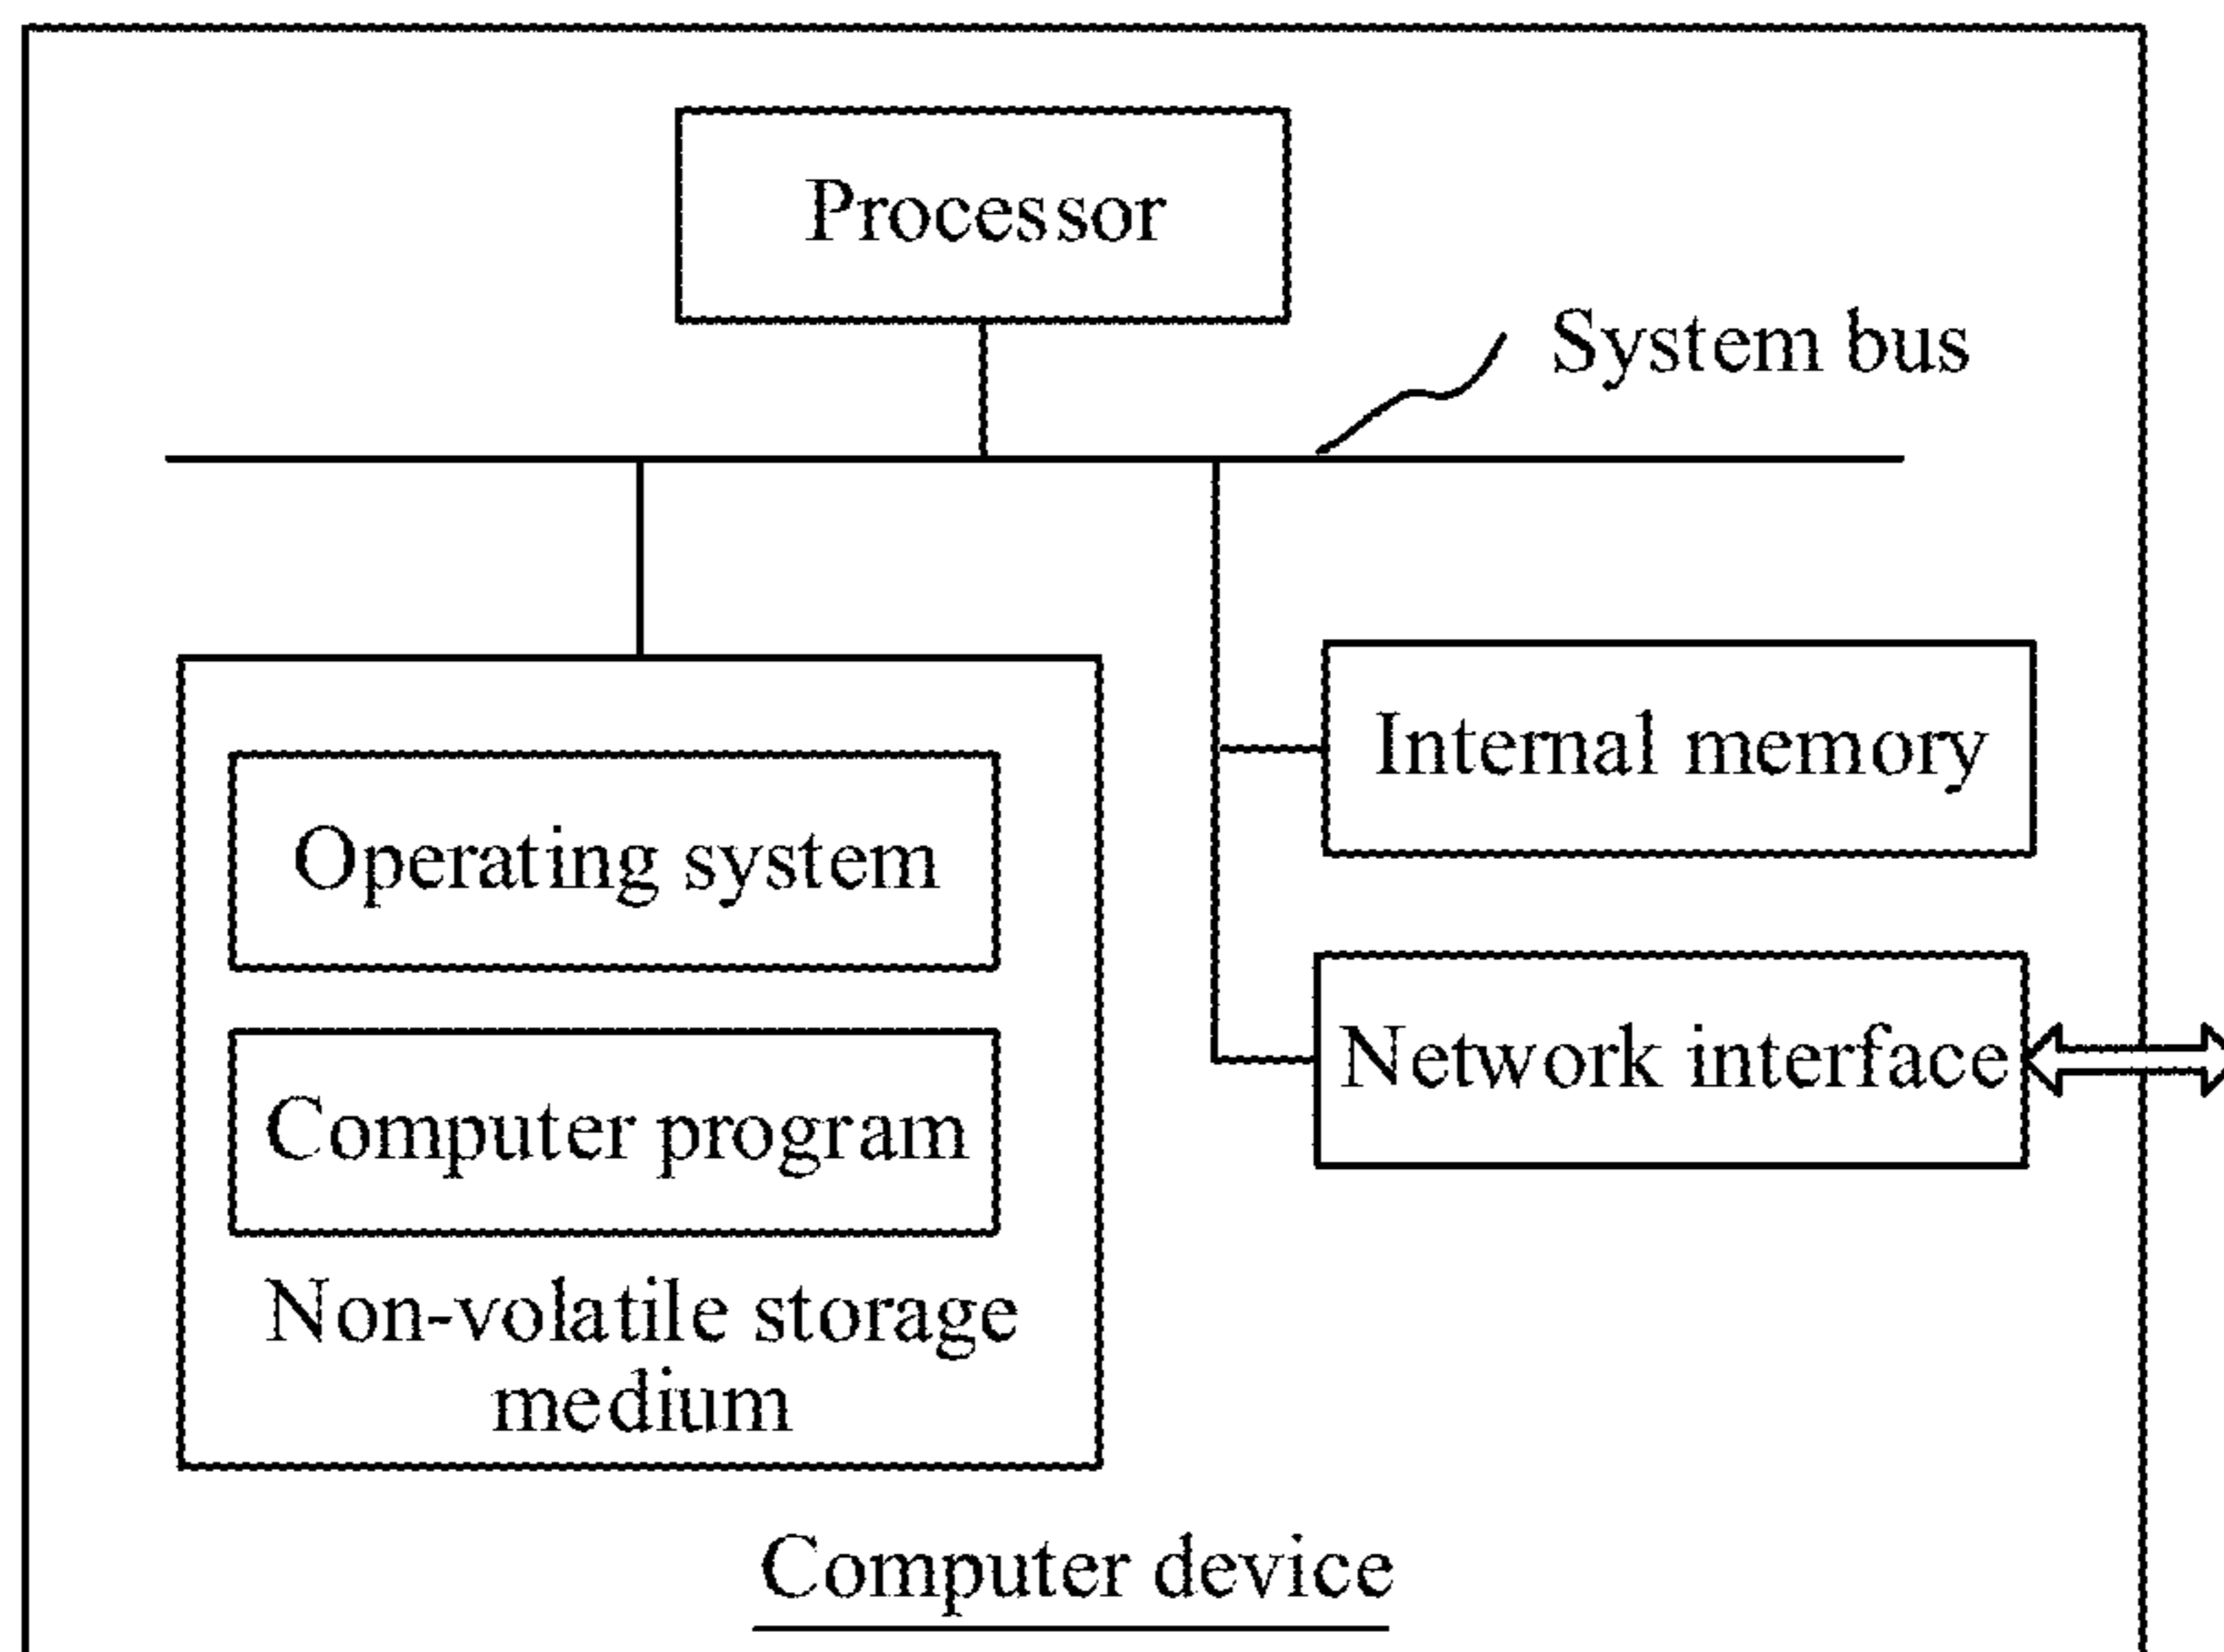 Processor
System bus
Internal memory
Operating system
Network interface
Computer program
Non-volatile storage
medium
Computer device